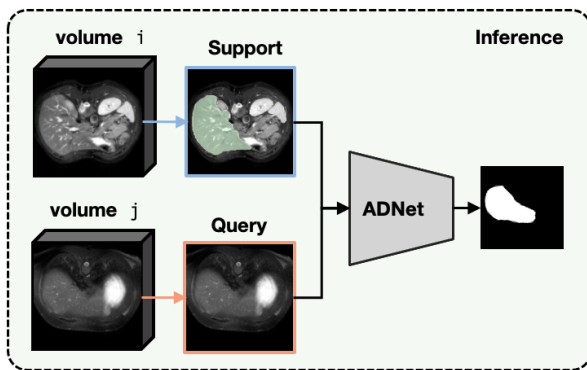 volume i
Support
Inference
volume j
Query
ADNet